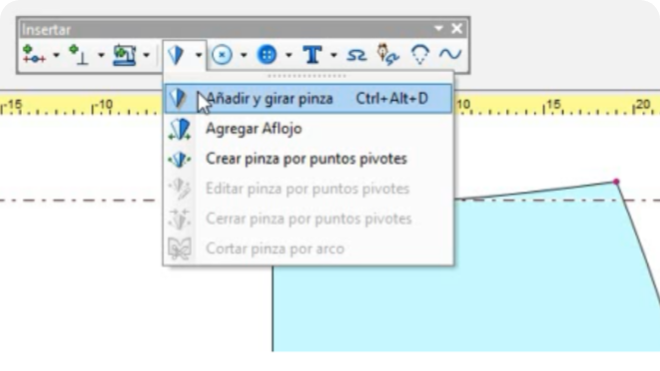 Insertar
Añadir y girar pinza Ctrl+Alt+D
Agregar Aflojo
Crear pinza por puntos pivotes
Editar pinza por puntos pivotes
Cerrar pinza por puntos pivotes
Cortar pinza por arco
-15 -10 10 15 20